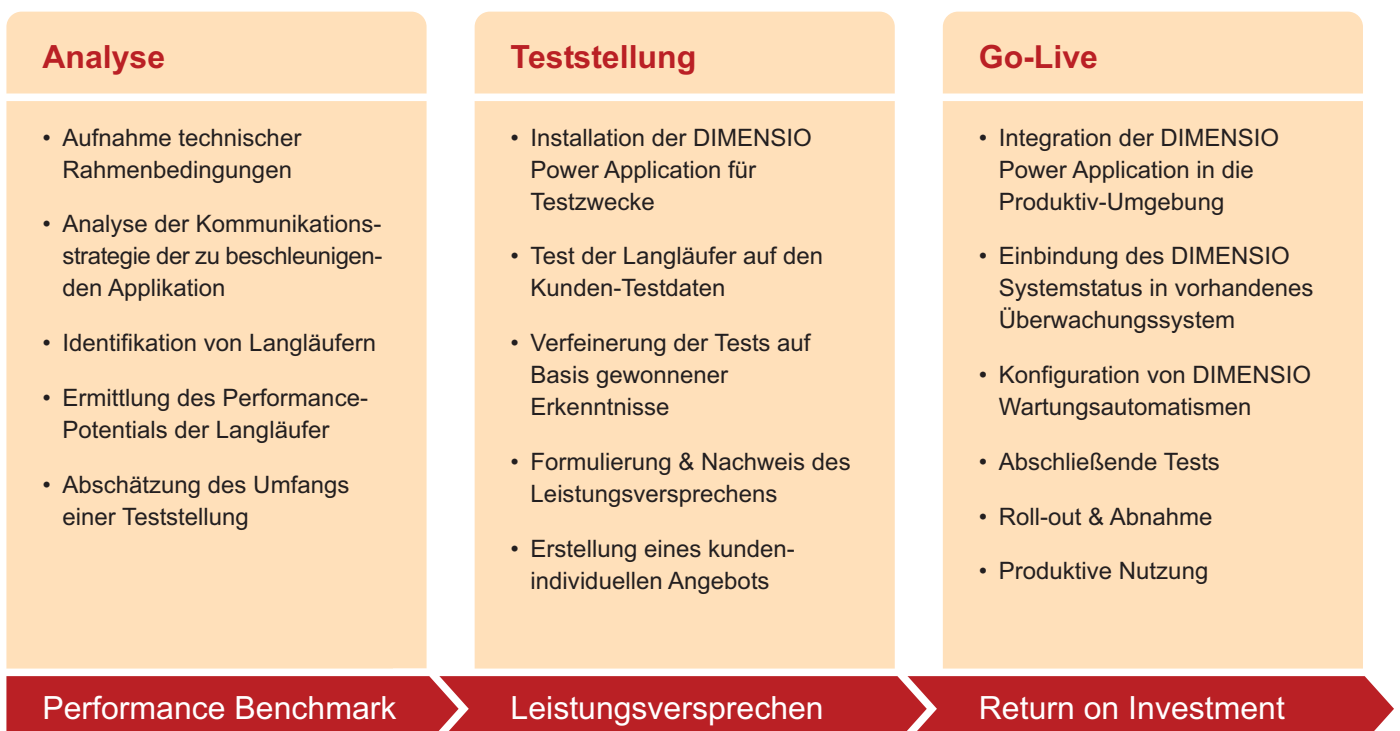 Analyse
• Aufnahme technischer
Rahmenbedingungen
• Analyse der Kommunikations-
strategie der zu beschleunigen-
den Applikation
• Identifikation von Langläufern
• Ermittlung des Performance-
Potentials der Langläufer
• Abschätzung des Umfangs
einer Teststellung
Performance Benchmark
Teststellung
• Installation der DIMENSIO
Power Application für
Testzwecke
• Test der Langläufer auf den
Kunden-Testdaten
• Verfeinerung der Tests auf
Basis gewonnener
Erkenntnisse
• Formulierung & Nachweis des
Leistungsversprechens
• Erstellung eines kunden-
individuellen Angebots
Leistungsversprechen
Go-Live
• Integration der DIMENSIO
Power Application in die
Produktiv-Umgebung
• Einbindung des DIMENSIO
Systemstatus in vorhandenes
Überwachungssystem
• Konfiguration von DIMENSIO
Wartungsautomatismen
• Abschließende Tests
• Roll-out & Abnahme
• Produktive Nutzung
Return on Investment